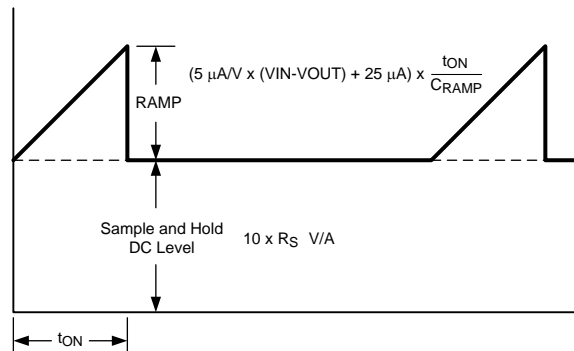 (5 μA/V x (VIN-VOUT) + 25 μA) x tON
CRAMP
RAMP
Sample and Hold
DC Level
10 x RS V/A
tON